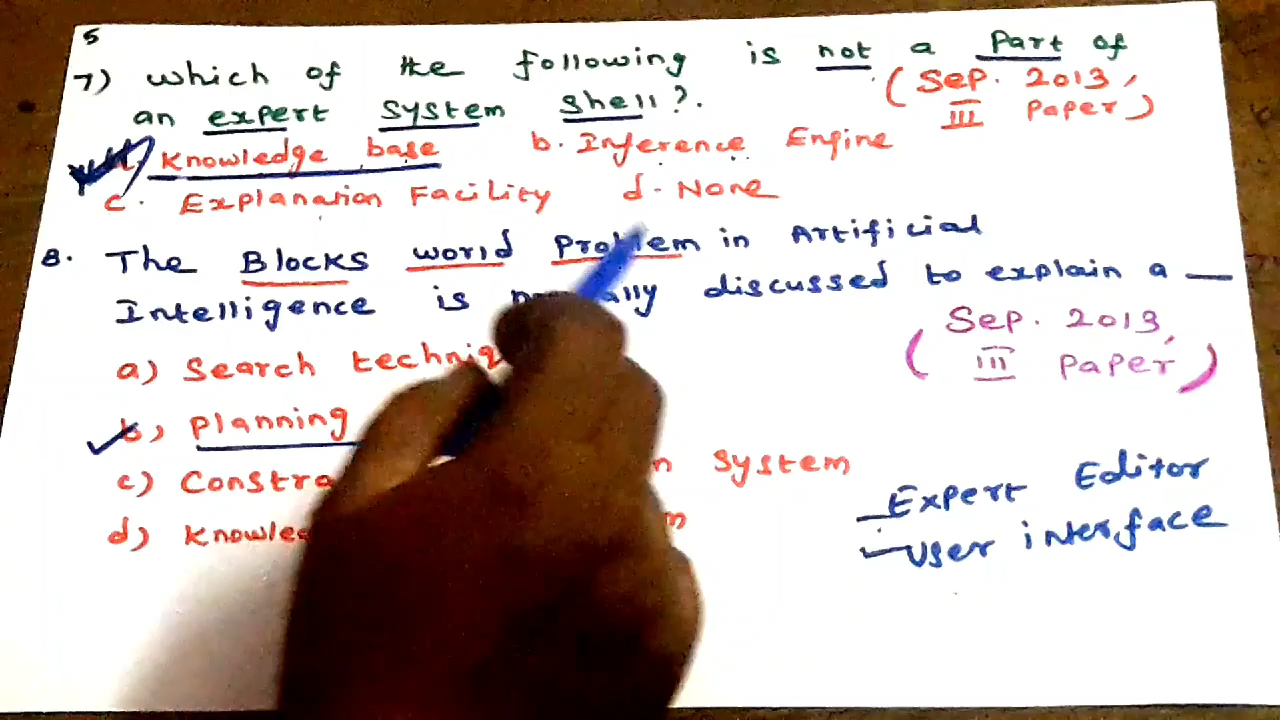 5
7) which of the following is not a Part of
an expert system shell?. (Sep. 2013,
III Paper)
Knowledge base b. Inference Engine
c. Explanation Facility d. None
8. The Blocks world Problem in Artificial
Intelligence is discussed to explain a —
(Sep. 2013,
III Paper)
a) Search
b) Planning
c) System
d)
Expert Editor
User interface